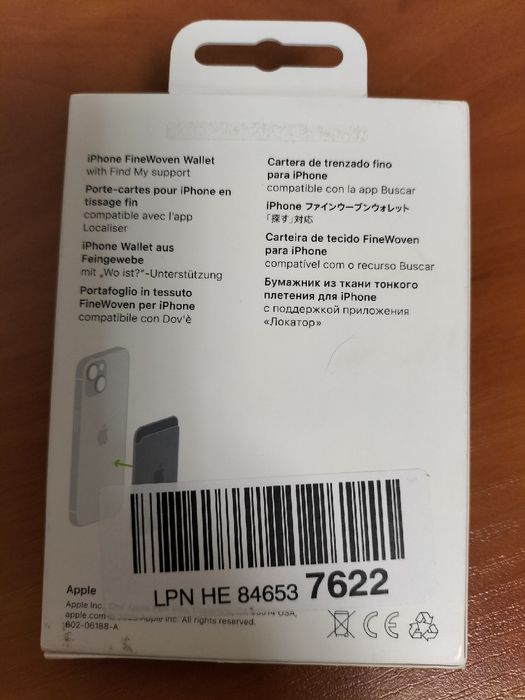 iPhone FineWoven Wallet
with Find My support
Porte-cartes pour iPhone en
tissage fin
compatible avec l'app
Localiser
iPhone Wallet aus
Feingewebe
mit „Wo ist?"-Unterstützung
Portafoglio in tessuto
FineWoven per iPhone
compatibile con Dov'è
Cartera de trenzado fino
para iPhone
compatible con la app Buscar
iPhone ファインウーブンウォレット
「探す」対応
Carteira de tecido FineWoven
para iPhone
compatível com o recurso Buscar
Бумажник из ткани тонкого
плетения для iPhone
с поддержкой приложения
«Локатор»
LPN HE 84653 7622
Apple
Apple Inc.
apple.com Apple Inc. All rights reserved.
602-06188-A
CE